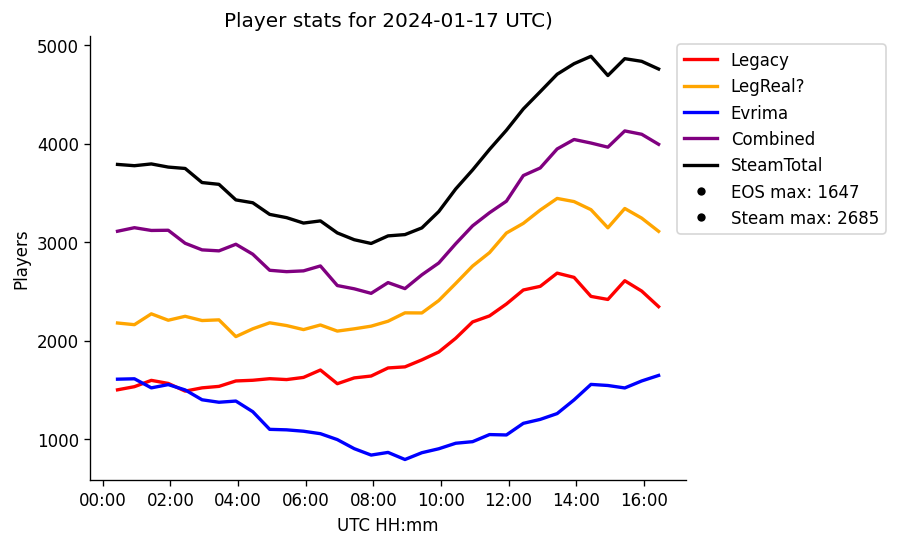 Player stats for 2024-01-17 UTC)
5000
4000
3000
2000
1000
Players
00:00 02:00 04:00 06:00 08:00 10:00 12:00 14:00 16:00
UTC HH:mm
Legacy
LegReal?
Evrima
Combined
SteamTotal
EOS max: 1647
Steam max: 2685